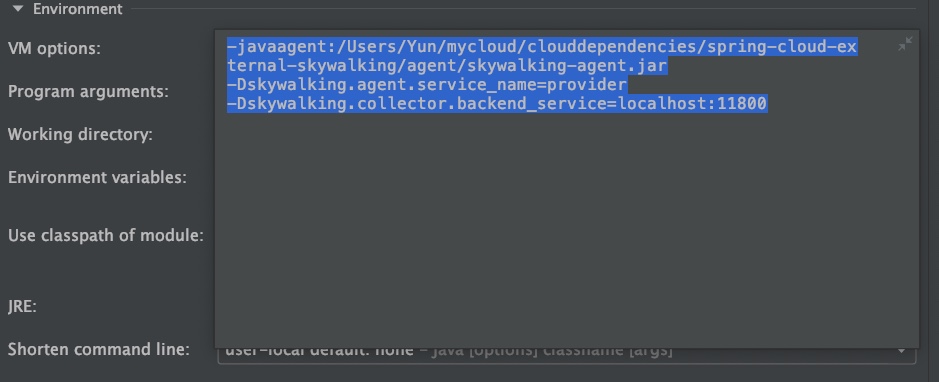 Environment
VM options:
-javaagent:/Users/Yun/mycloud/clouddependencies/spring-cloud-ex
ternal-skywalking/agent/skywalking-agent.jar
-Dskywalking.agent.service_name=provider
-Dskywalking.collector.backend_service=localhost:11800
Program arguments:
Working directory:
Environment variables:
Use classpath of module:
JRE:
Shorten command line:
user-local default: none - java [options] classname [args]